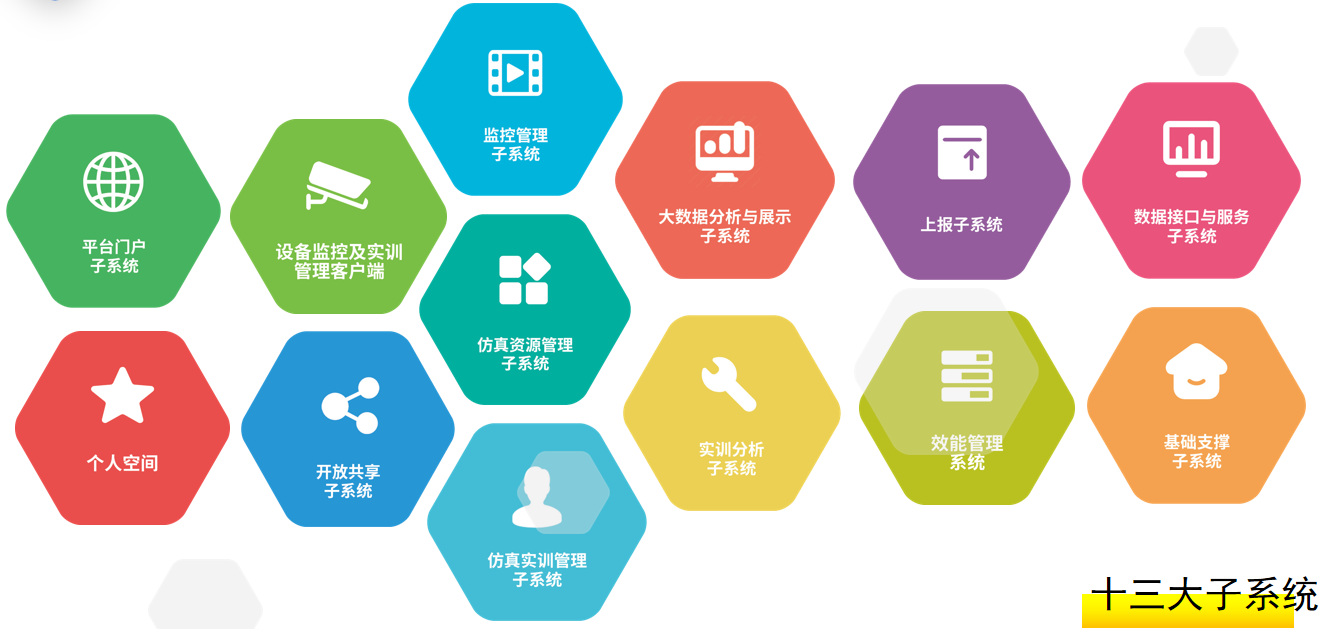 监控管理
子系统
平台门户
子系统
设备监控及实训
管理客户端
大数据分析与展示
子系统
上报子系统
数据接口与服务
子系统
仿真资源管理
子系统
个人空间
开放共享
子系统
实训分析
子系统
效能管理
系统
基础支撑
子系统
仿真实训管理
子系统
十三大子系统